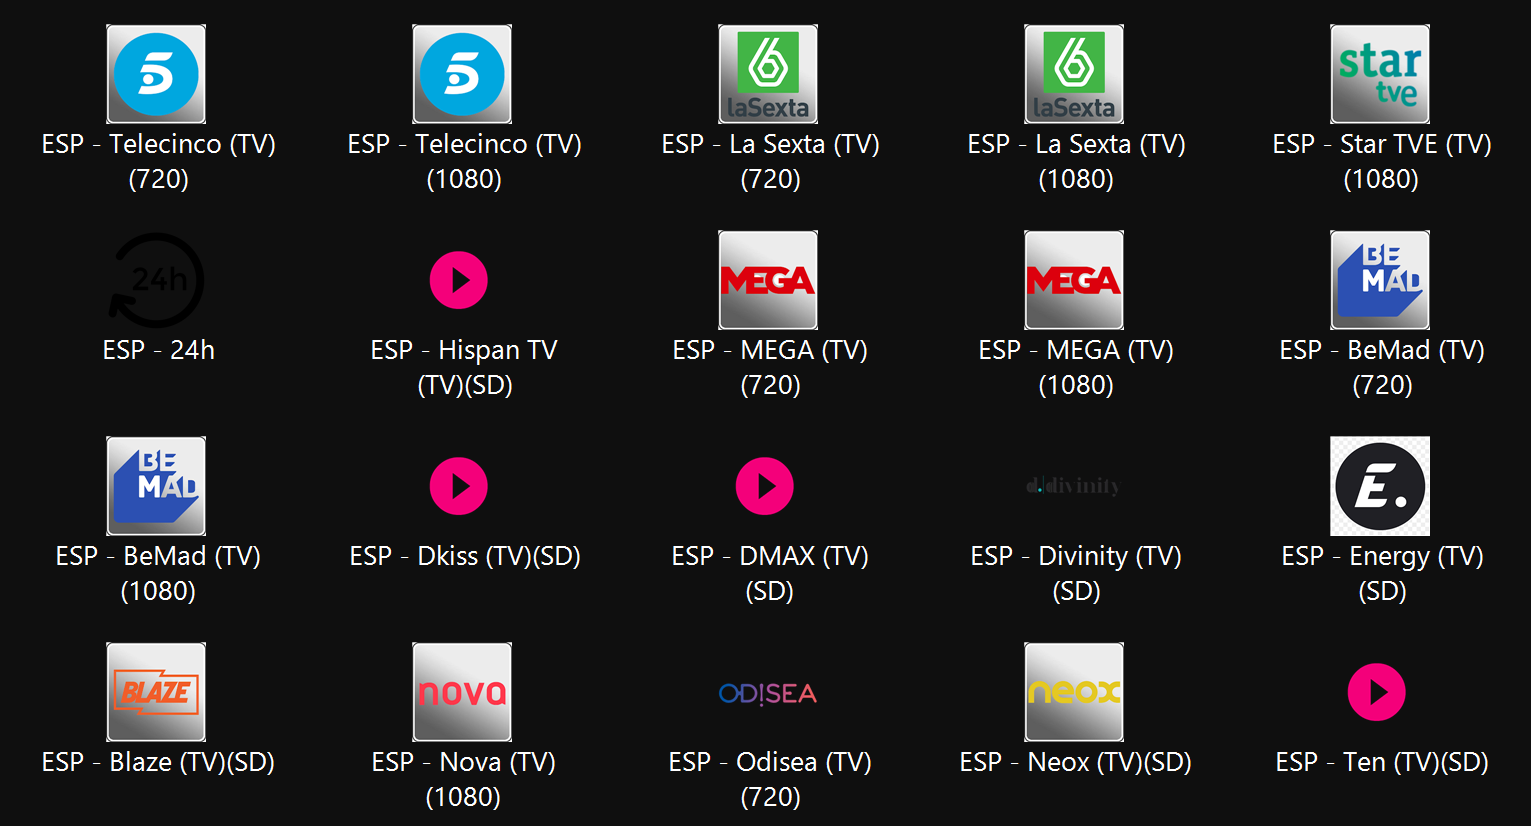 5
5
6
laSexta
6
laSexta
star
tve
ESP - Telecinco (TV)
(720)
ESP - Telecinco (TV)
(1080)
ESP - La Sexta (TV)
(720)
ESP - La Sexta (TV)
(1080)
ESP - Star TVE (TV)
(1080)
24h
MEGA
MEGA
BE
MAD
ESP - 24h
ESP - Hispan TV
(TV)(SD)
ESP - MEGA (TV)
(720)
ESP - MEGA (TV)
(1080)
ESP - BeMad (TV)
(720)
BE
MAD
d.divinity
E.
ESP - BeMad (TV)
(1080)
ESP - Dkiss (TV)(SD)
ESP - DMAX (TV)
(SD)
ESP - Divinity (TV)
(SD)
ESP - Energy (TV)
(SD)
BLAZE
nova
OD!SEA
neox
ESP - Blaze (TV)(SD)
ESP - Nova (TV)
(1080)
ESP - Odisea (TV)
(720)
ESP - Neox (TV)(SD)
ESP - Ten (TV)(SD)